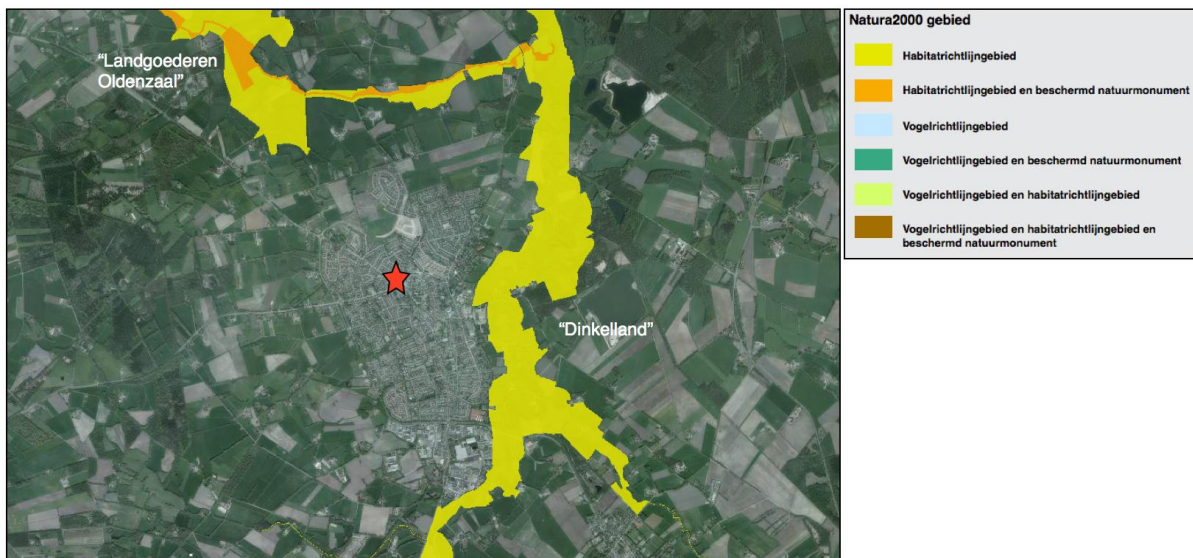 "Landgoederen
Oldenzaal"
"Dinkelland"
Natura2000 gebied
Habitatrichtlijngebied
Habitatrichtlijngebied en beschermd natuurmonument
Vogelrichtlijngebied
Vogelrichtlijngebied en beschermd natuurmonument
Vogelrichtlijngebied en habitatrichtlijngebied
Vogelrichtlijngebied en habitatrichtlijngebied en
beschermd natuurmonument